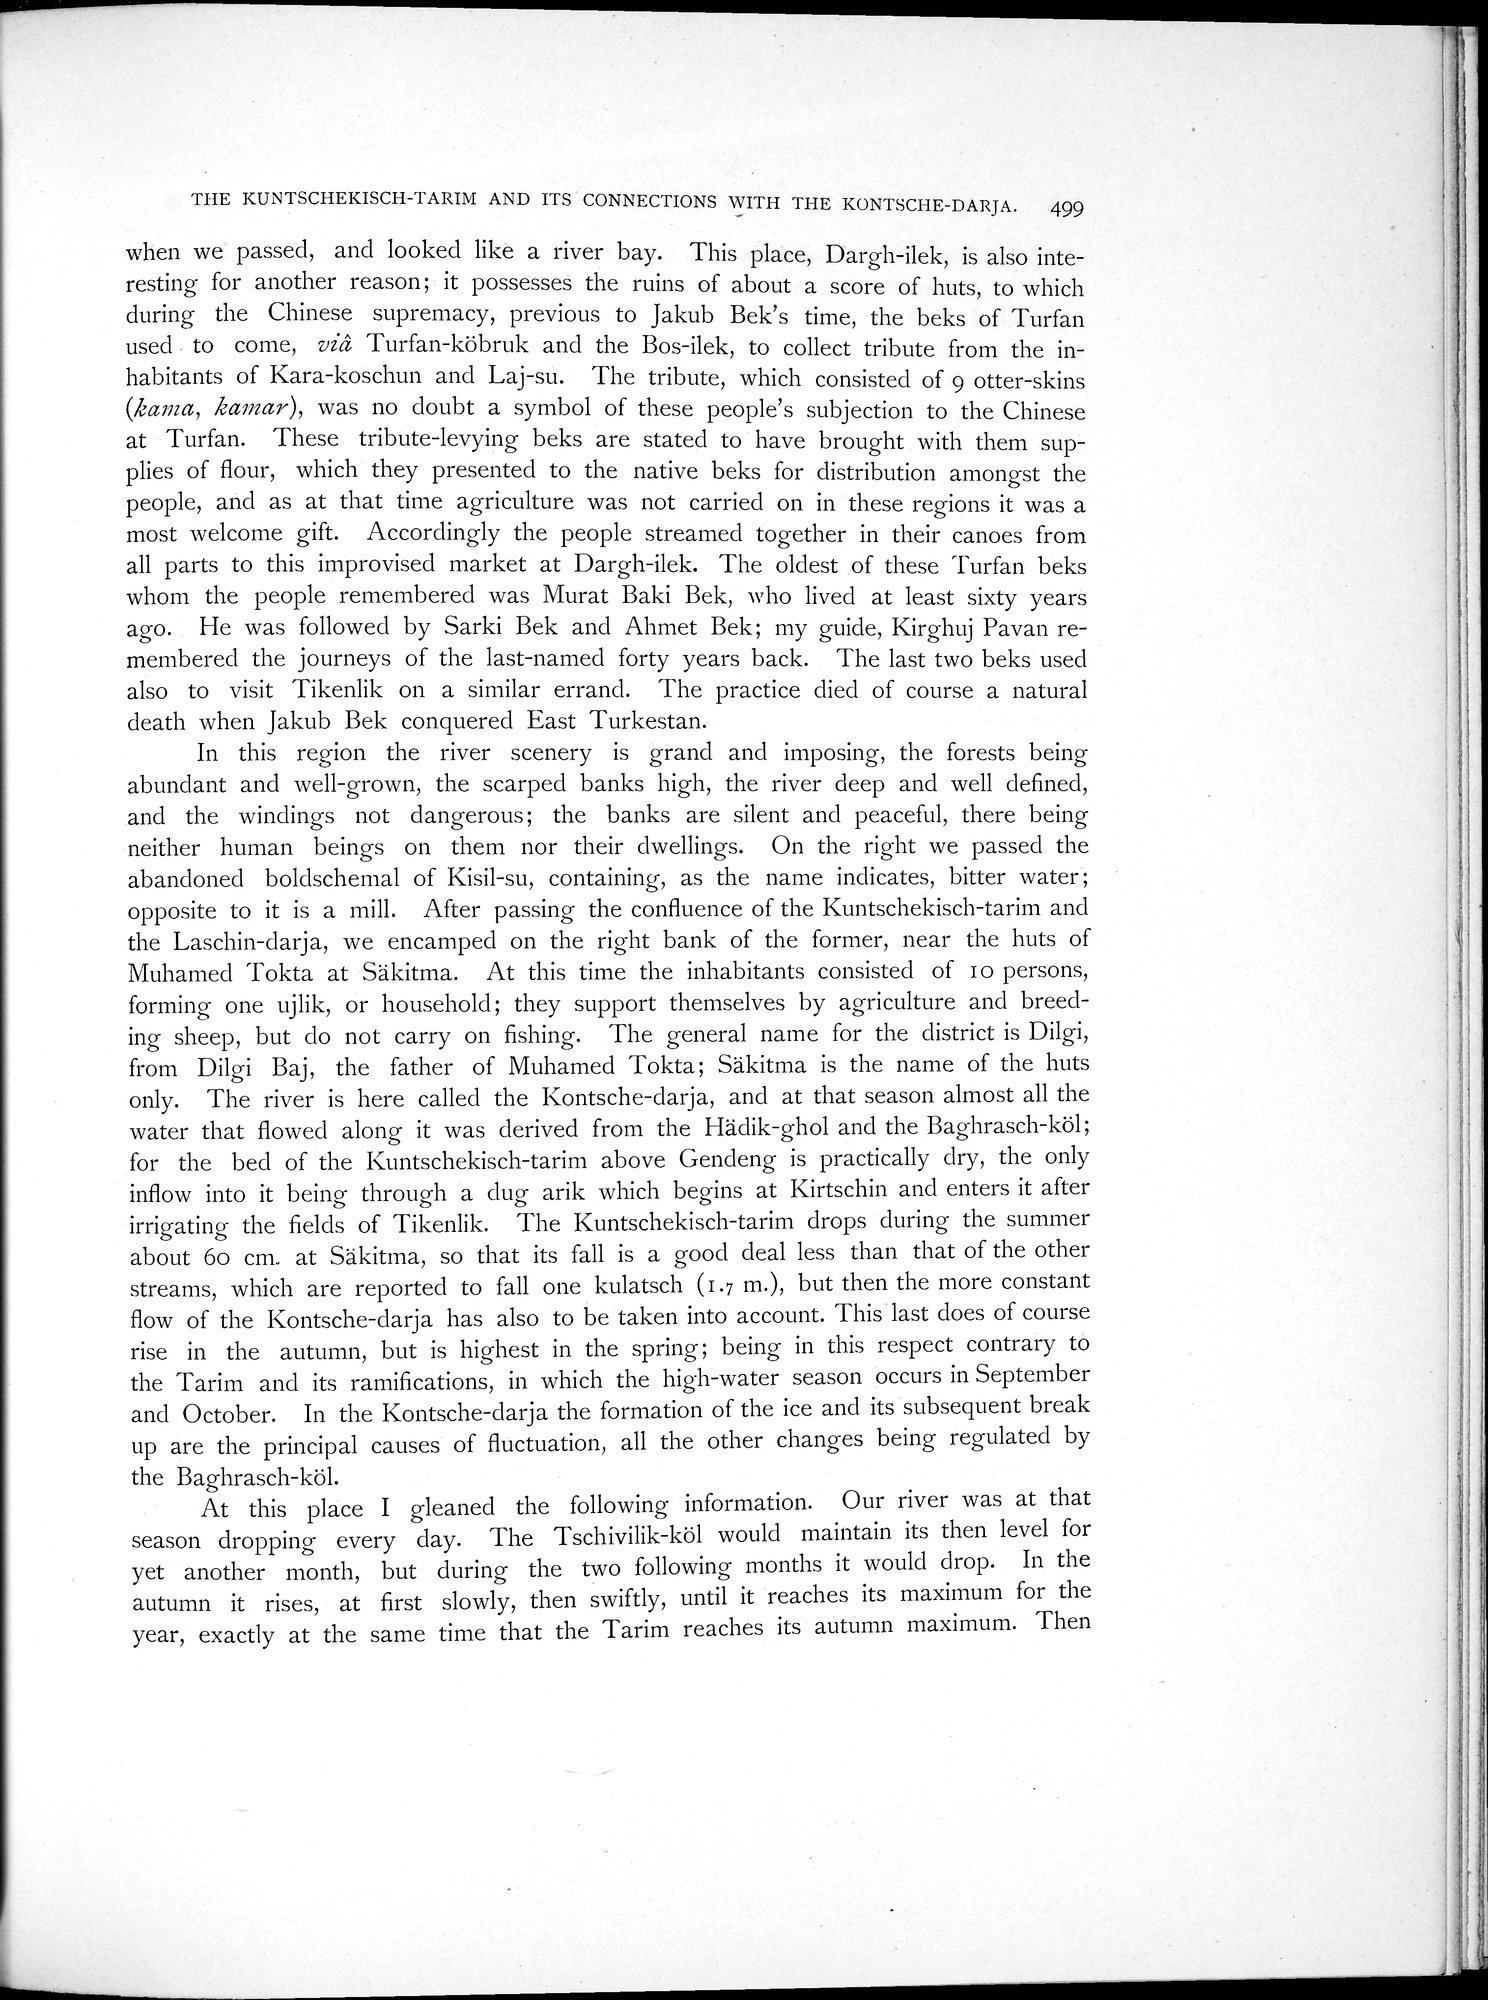 THE KUNTSCHEKISCH-TARIM AND ITS CONNECTIONS WITH THE KONTSCHE-DARJA. 499
when we passed, and looked like a river bay. This place, Dargh-ilek, is also inte-
resting for another reason; it possesses the ruins of about a score of huts, to which
during the Chinese supremacy, previous to Jakub Bek's time, the beks of Turfan
used to come, viâ Turfan-köbruk and the Bos-ilek, to collect tribute from the in-
habitants of Kara-koschun and Laj-su. The tribute, which consisted of 9 otter-skins
(kama, kamar), was no doubt a symbol of these people's subjection to the Chinese
at Turfan. These tribute-levying beks are stated to have brought with them sup-
plies of flour, which they presented to the native beks for distribution amongst the
people, and as at that time agriculture was not carried on in these regions it was a
most welcome gift. Accordingly the people streamed together in their canoes from
all parts to this improvised market at Dargh-ilek. The oldest of these Turfan beks
whom the people remembered was Murat Baki Bek, who lived at least sixty years
ago. He was followed by Sarki Bek and Ahmet Bek; my guide, Kirghuj Pavan re-
membered the journeys of the last-named forty years back. The last two beks used
also to visit Tikenlik on a similar errand. The practice died of course a natural
death when Jakub Bek conquered East Turkestan.
In this region the river scenery is grand and imposing, the forests being
abundant and well-grown, the scarped banks high, the river deep and well defined,
and the windings not dangerous; the banks are silent and peaceful, there being
neither human beings on them nor their dwellings. On the right we passed the
abandoned boldschemal of Kisil-su, containing, as the name indicates, bitter water;
opposite to it is a mill. After passing the confluence of the Kuntschekisch-tarim and
the Laschin-darja, we encamped on the right bank of the former, near the huts of
Muhamed Tokta at Säkitma. At this time the inhabitants consisted of 10 persons,
forming one ujlik, or household; they support themselves by agriculture and breed-
ing sheep, but do not carry on fishing. The general name for the district is Dilgi,
from Dilgi Baj, the father of Muhamed Tokta; Säkitma is the name of the huts
only. The river is here called the Kontsche-darja, and at that season almost all the
water that flowed along it was derived from the Hädik-ghol and the Baghrasch-köl;
for the bed of the Kuntschekisch-tarim above Gendeng is practically dry, the only
inflow into it being through a dug arik which begins at Kirtschin and enters it after
irrigating the fields of Tikenlik. The Kuntschekisch-tarim drops during the summer
about 60 cm. at Säkitma, so that its fall is a good deal less than that of the other
streams, which are reported to fall one kulatsch (1.7 m.), but then the more constant
flow of the Kontsche-darja has also to be taken into account. This last does of course
rise in the autumn, but is highest in the spring; being in this respect contrary to
the Tarim and its ramifications, in which the high-water season occurs in September
and October. In the Kontsche-darja the formation of the ice and its subsequent break
up are the principal causes of fluctuation, all the other changes being regulated by
the Baghrasch-köl.
At this place I gleaned the following information. Our river was at that
season dropping every day. The Tschivilik-köl would maintain its then level for
yet another month, but during the two following months it would drop. In the
autumn it rises, at first slowly, then swiftly, until it reaches its maximum for the
year, exactly at the same time that the Tarim reaches its autumn maximum. Then